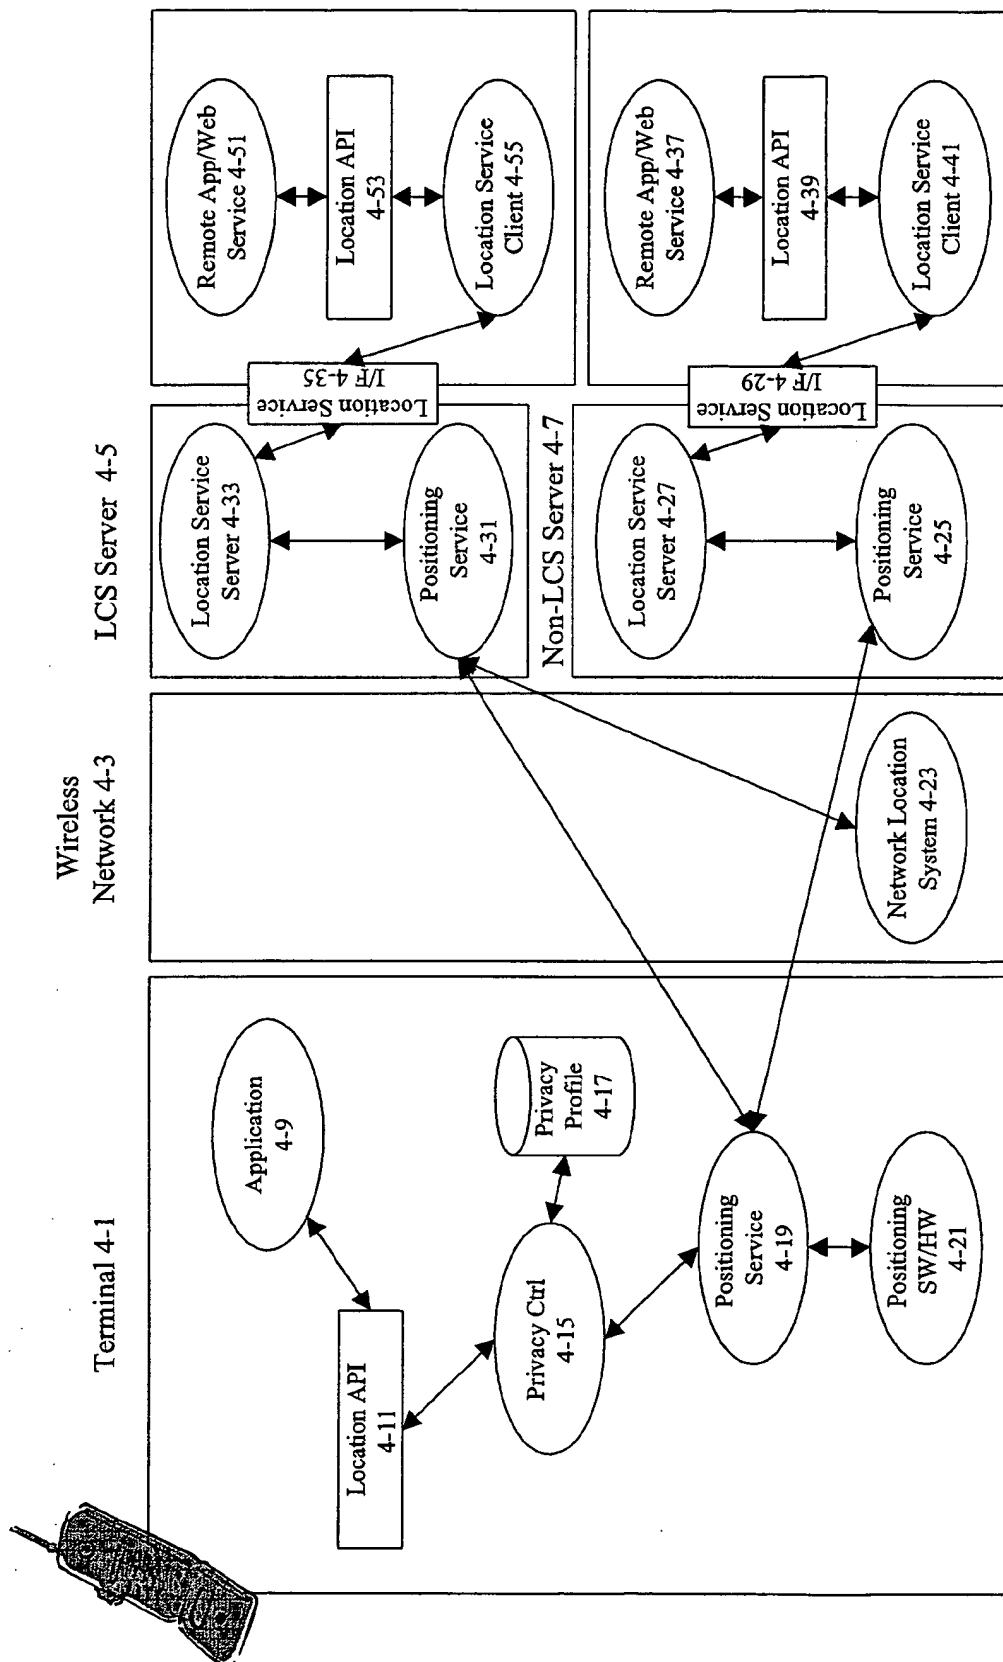 Terminal 4-1
Wireless
Network 4-3
LCS Server 4-5
Application
4-9
Location API
4-11
Privacy Ctrl
4-15
Privacy
Profile
4-17
Positioning
Service
4-19
Positioning
SW/HW
4-21
Network Location
System 4-23
Location Service
Server 4-33
Positioning
Service
4-31
Non-LCS Server 4-7
Location Service
Server 4-27
Positioning
Service
4-25
Location Service
I/F 4-35
Location Service
I/F 4-29
Remote App/Web
Service 4-51
Location API
4-53
Location Service
Client 4-55
Remote App/Web
Service 4-37
Location API
4-39
Location Service
Client 4-41